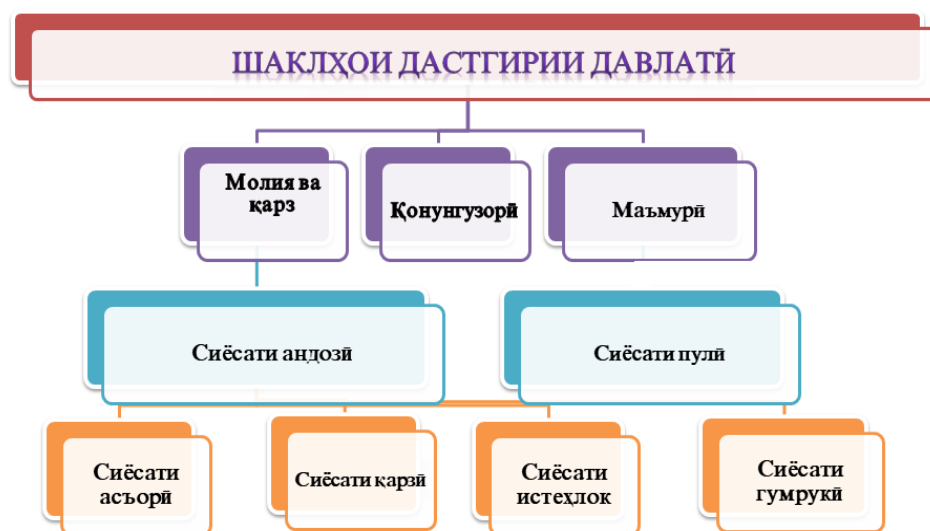 ШАКЛҲОИ ДАСТГИРИИ ДАВЛАТӢ
Молия ва
қарз
Қонунгузорӣ
Маъмурӣ
Сиёсати андозӣ
Сиёсати пулӣ
Сиёсати
асъорӣ
Сиёсати қарзӣ
Сиёсати
истеҳлок
Сиёсати
гумрукӣ